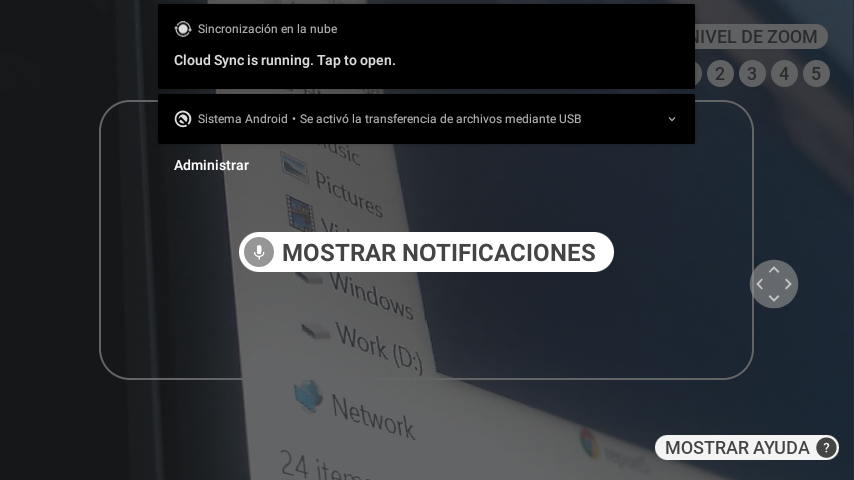 Sincronización en la nube
Cloud Sync is running. Tap to open.
NIVEL DE ZOOM
2 3 4 5
Sistema Android • Se activó la transferencia de archivos mediante USB
Administrar
Music
Pictures
MOSTRAR NOTIFICACIONES
Windows
Work (D:)
Network
24 items
MOSTRAR AYUDA ?